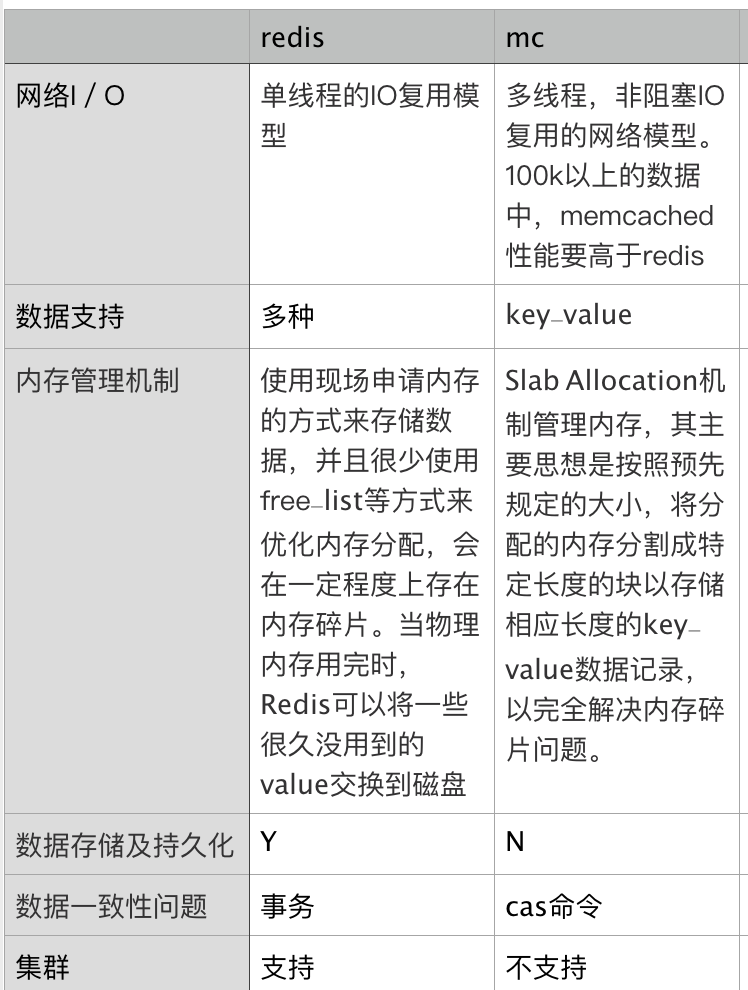 redis
mc
网络I / O
单线程的IO复用模
型
多线程，非阻塞IO
复用的网络模型。
100k以上的数据
中，memcached
性能要高于redis
数据支持
多种
key_value
内存管理机制
使用现场申请内存
的方式来存储数
据，并且很少使用
free_list等方式来
优化内存分配，会
在一定程度上存在
内存碎片。当物理
内存用完时，
Redis可以将一些
很久没用到的
value交换到磁盘
Slab Allocation机
制管理内存，其主
要思想是按照预先
规定的大小，将分
配的内存分割成特
定长度的块以存储
相应长度的key_
value数据记录，
以完全解决内存碎
片问题。
数据存储及持久化
Y
N
数据一致性问题
事务
cas命令
集群
支持
不支持